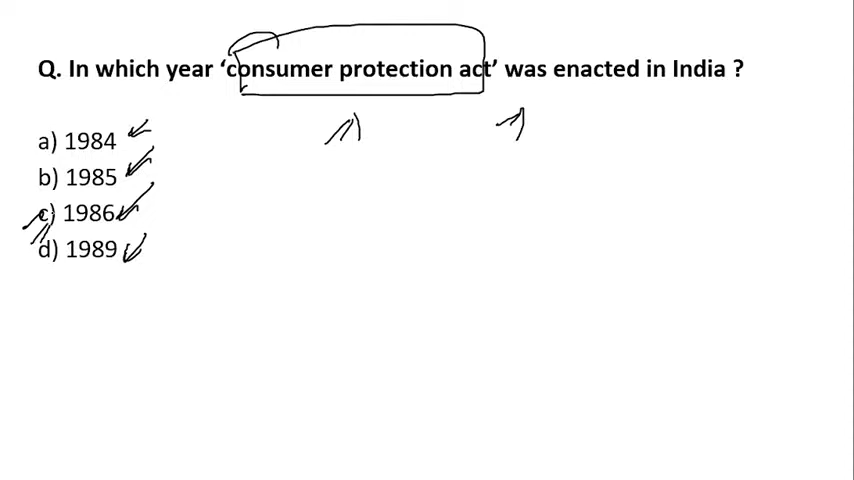 Q. In which year ‘consumer protection act’ was enacted in India ?
a) 1984
b) 1985
c) 1986
d) 1989